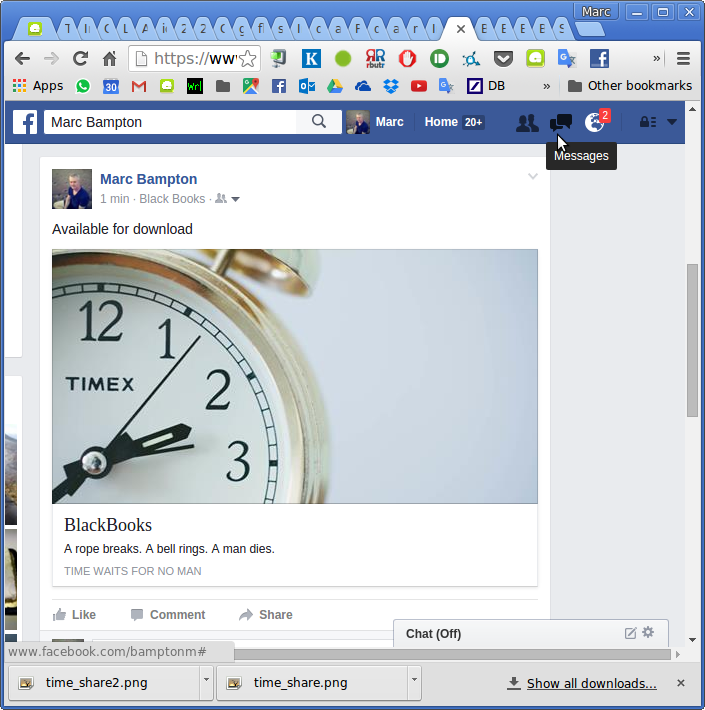 Marc
T
C
L
A
2
2
C
g
fl
s
I
c
a
F
c
a
r
I
E
E
E
E
S
https://www
Apps
30
Wr
DB
»
Other bookmarks
Marc Bampton
Marc
Home 20+
2
Messages
Marc Bampton
1 min · Black Books ·
Available for download
12
1
TIMEX
2
3
BlackBooks
A rope breaks. A bell rings. A man dies.
TIME WAITS FOR NO MAN
Like Comment Share
Chat (Off)
www.facebook.com/bamptonm#
time_share2.png
time_share.png
Show all downloads...